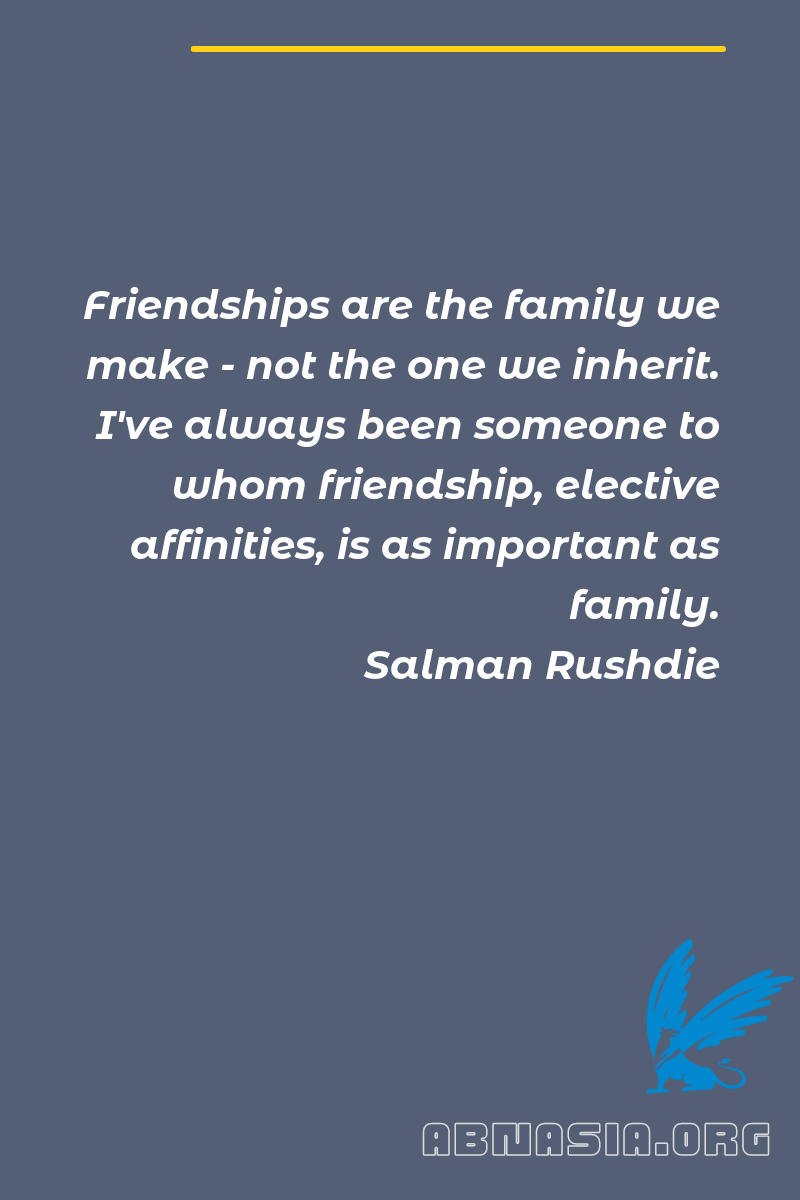 Friendships are the family we
make - not the one we inherit.
I've always been someone to
whom friendship, elective
affinities, is as important as
family.
Salman Rushdie
ABNASIA.ORG